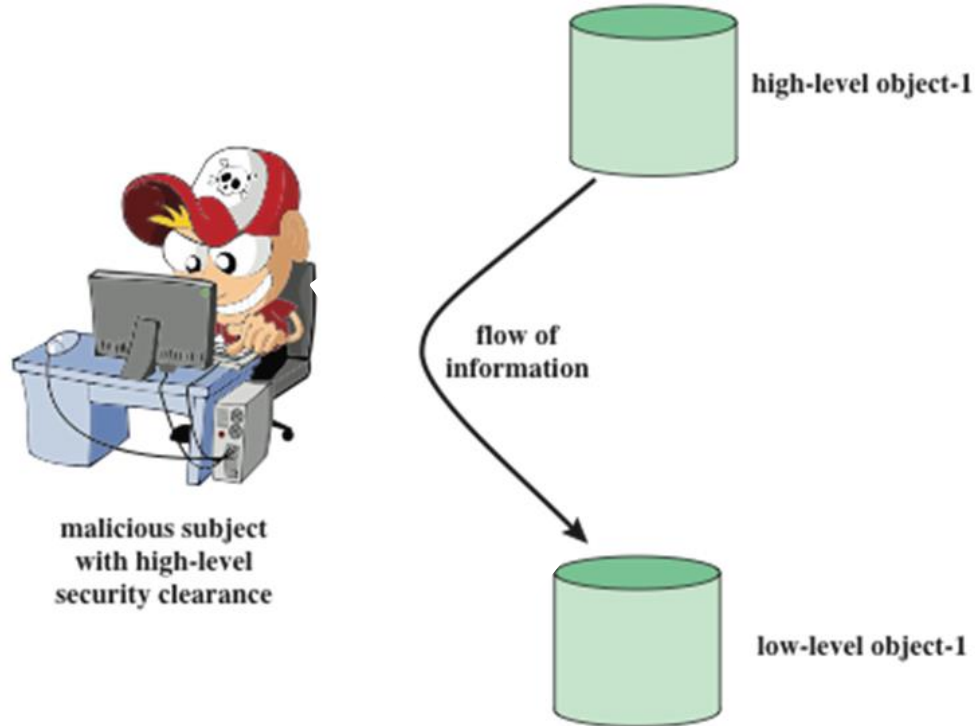 high-level object-1
flow of
information
malicious subject
with high-level
security clearance
low-level object-1